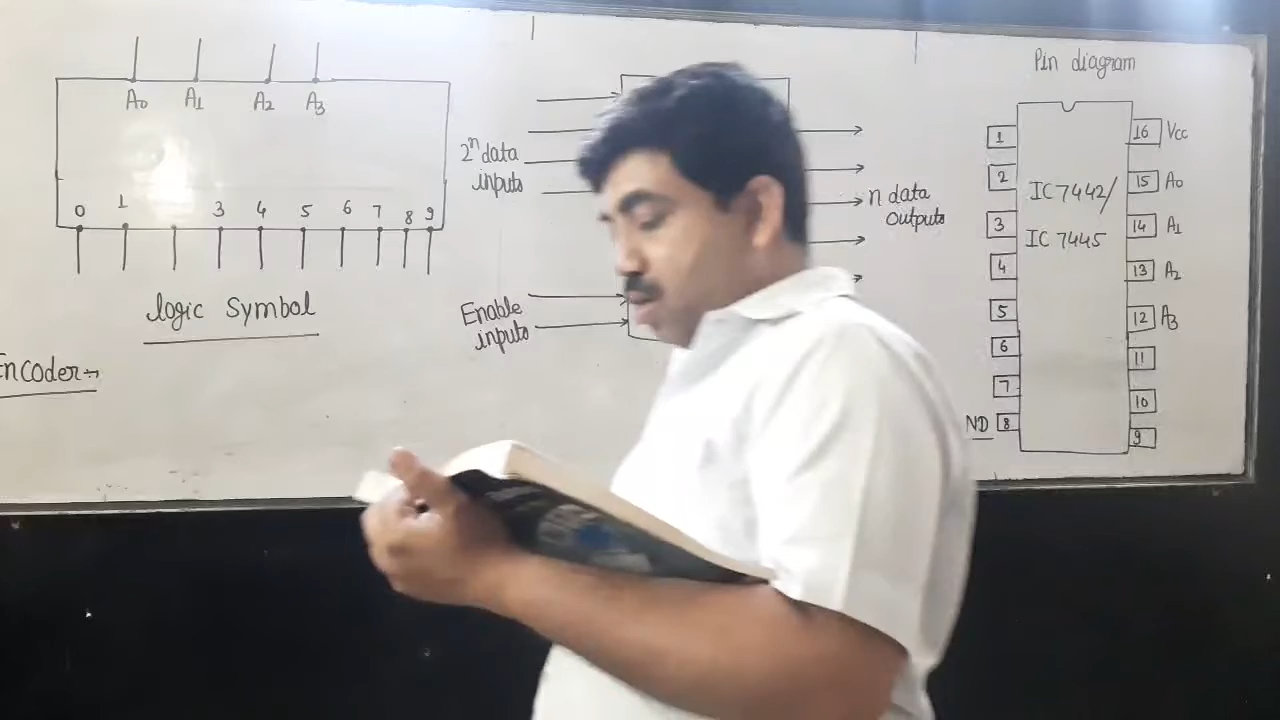 A0 A1 A2 A3
0 1 3 4 5 6 7 8 9
logic symbol
Encoder:-
2^n data
inputs
Enable
inputs
n data
outputs
Pin diagram
1 16 Vcc
2 15 A0
3 14 A1
4 13 A2
5 12 A3
6 11
7 10
ND 8 9
IC 7442/
IC 7445